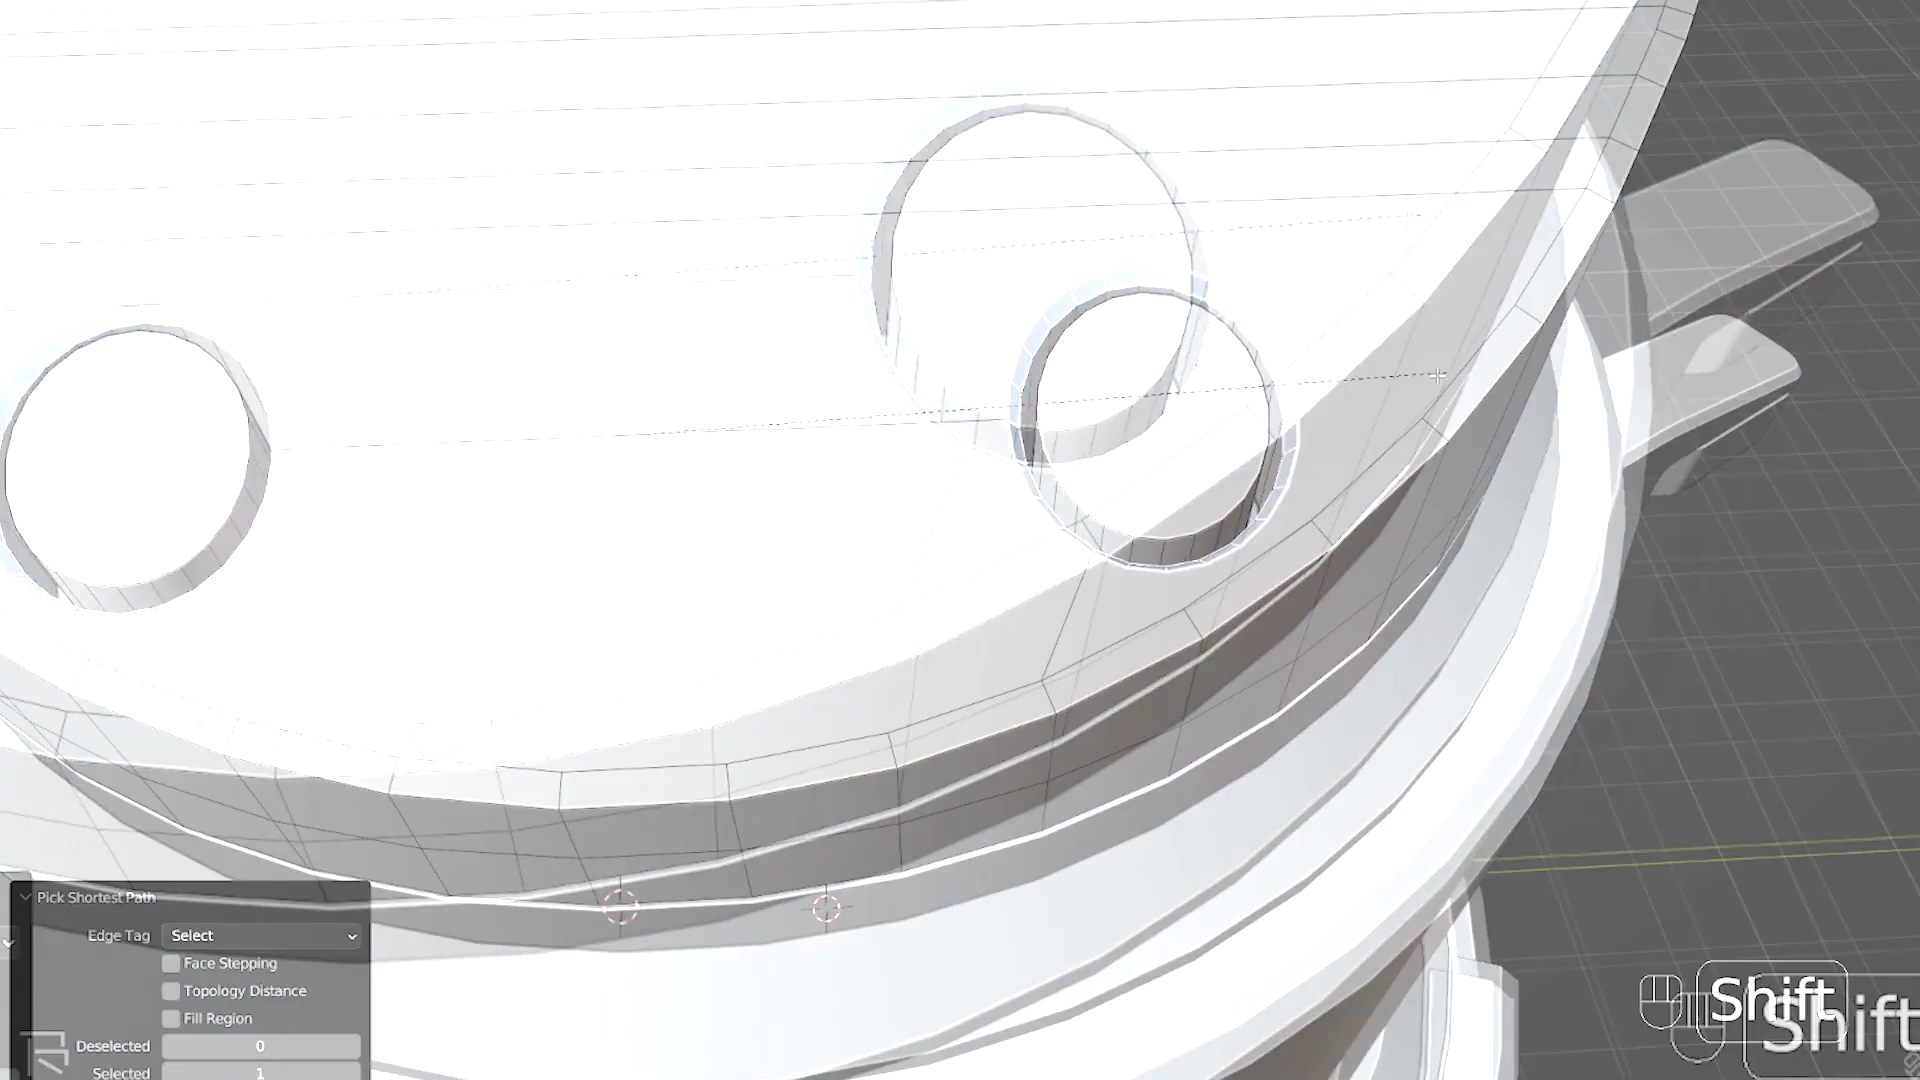 Pick Shortest Path
Edge Tag Select
Face Stepping
Topology Distance
Fill Region
Deselected 0
Selected 1
Shift
Shift